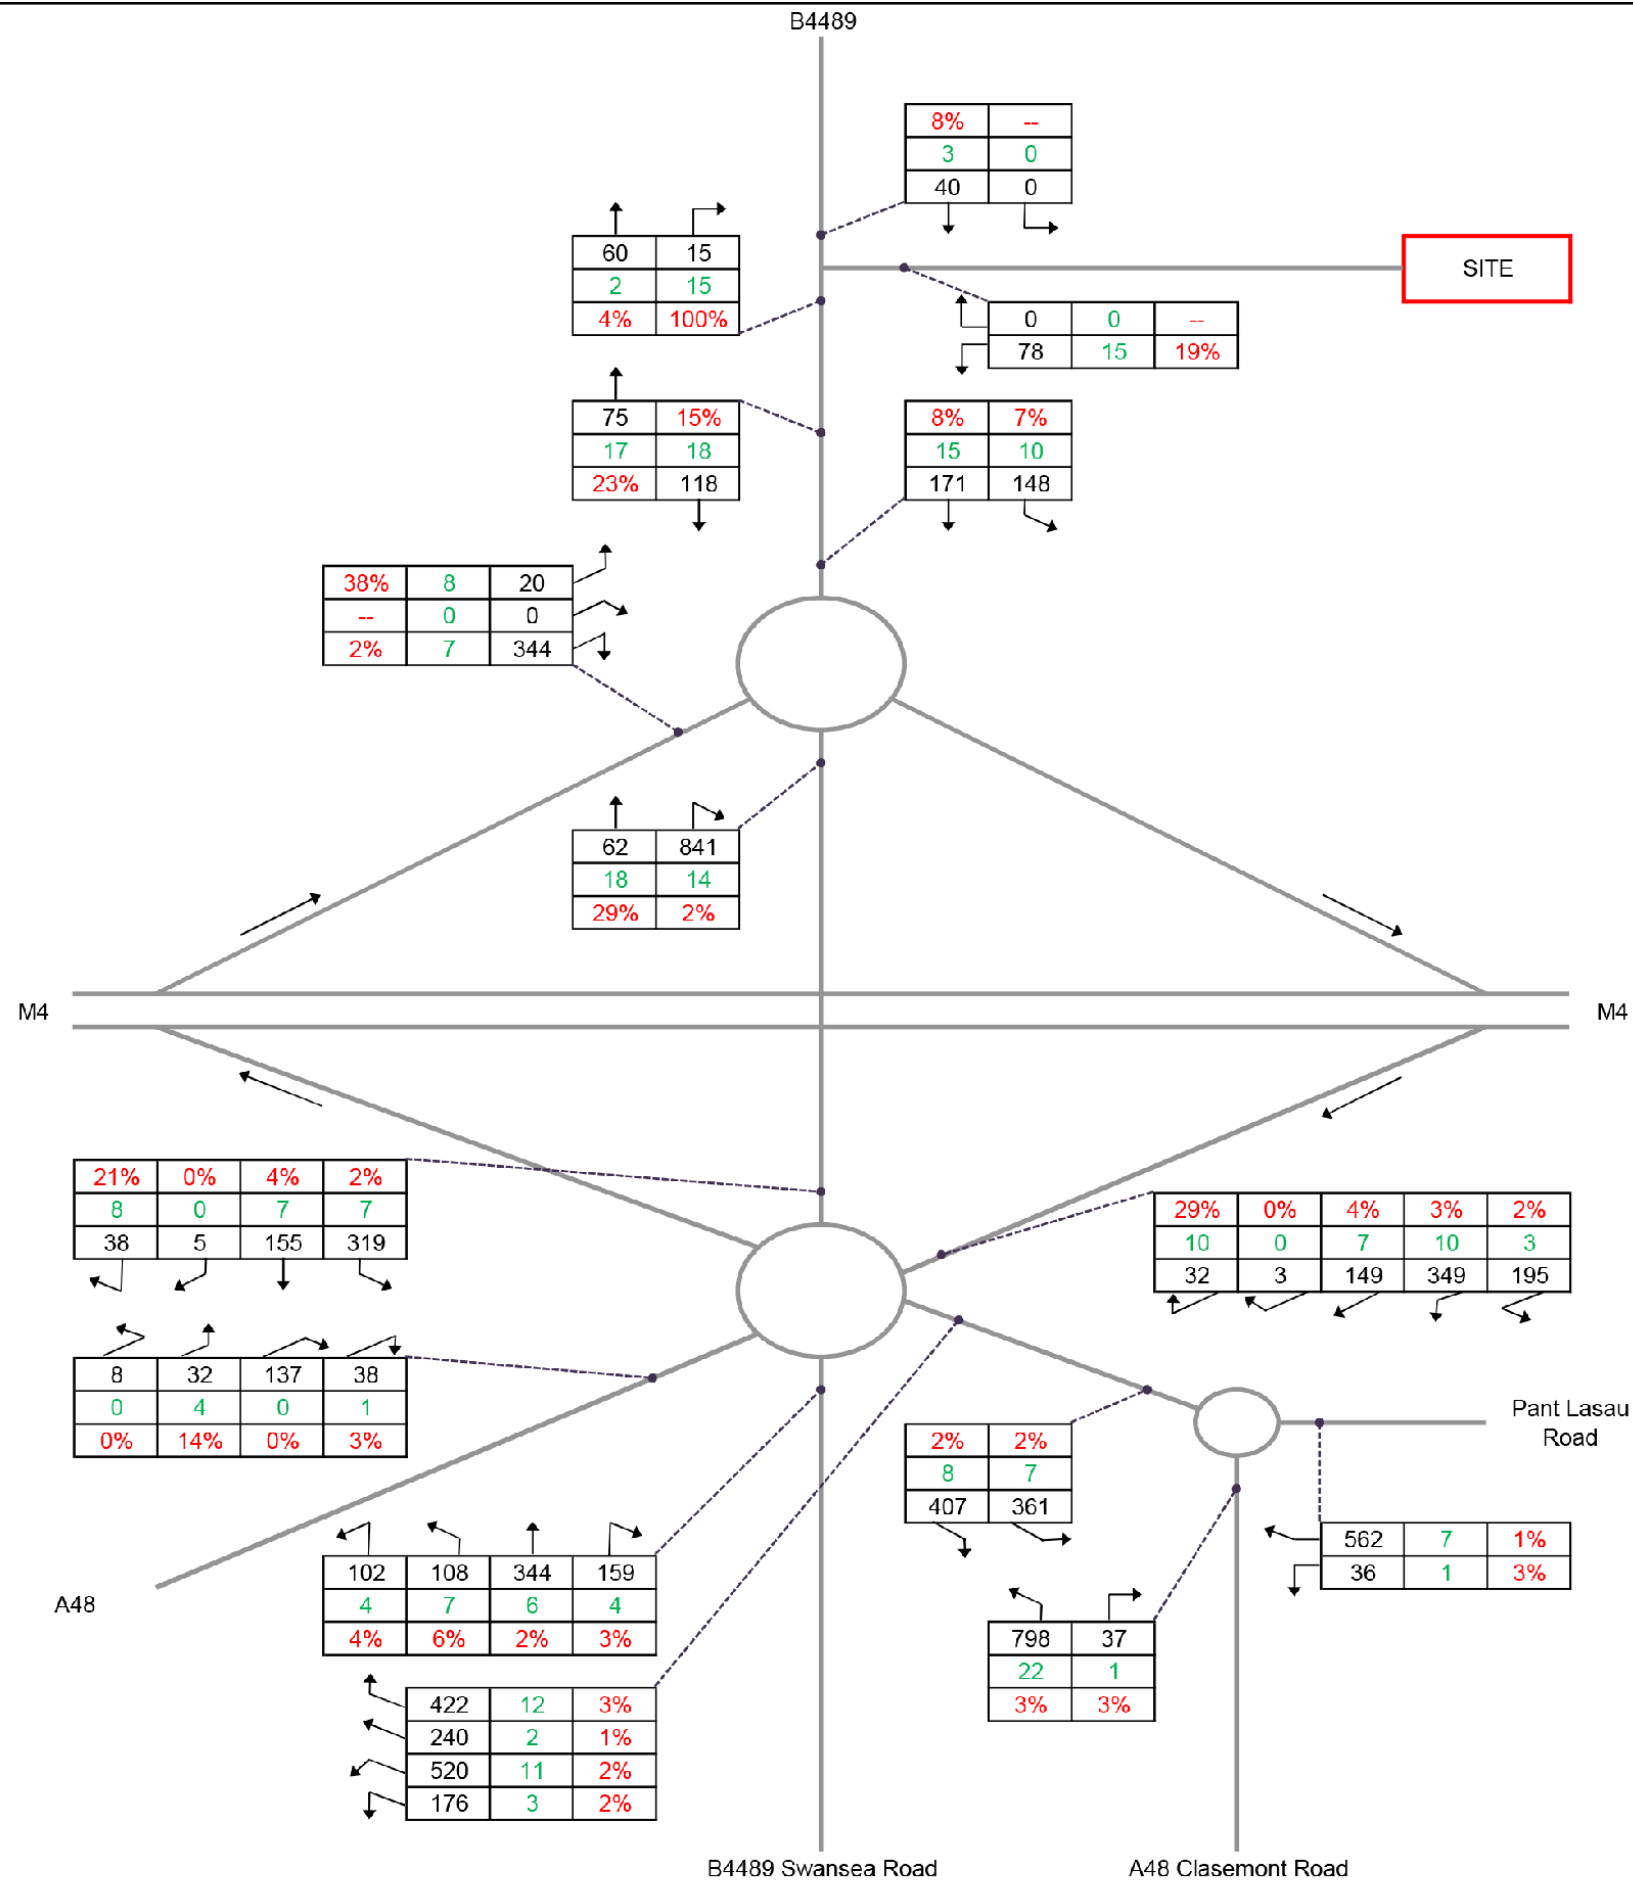 B4489
8% --
3 0
40 0
60 15
2 15
4% 100%
SITE
0 0 --
78 15 19%
75 15%
17 18
23% 118
8% 7%
15 10
171 148
38% 8 20
-- 0 0
2% 7 344
62 841
18 14
29% 2%
M4
M4
21% 0% 4% 2%
8 0 7 7
38 5 155 319
29% 0% 4% 3% 2%
10 0 7 10 3
32 3 149 349 195
8 32 137 38
0 4 0 1
0% 14% 0% 3%
Pant Lasau
Road
2% 2%
8 7
407 361
562 7 1%
36 1 3%
A48
102 108 344 159
4 7 6 4
4% 6% 2% 3%
798 37
22 1
3% 3%
422 12 3%
240 2 1%
520 11 2%
176 3 2%
B4489 Swansea Road
A48 Clasemont Road